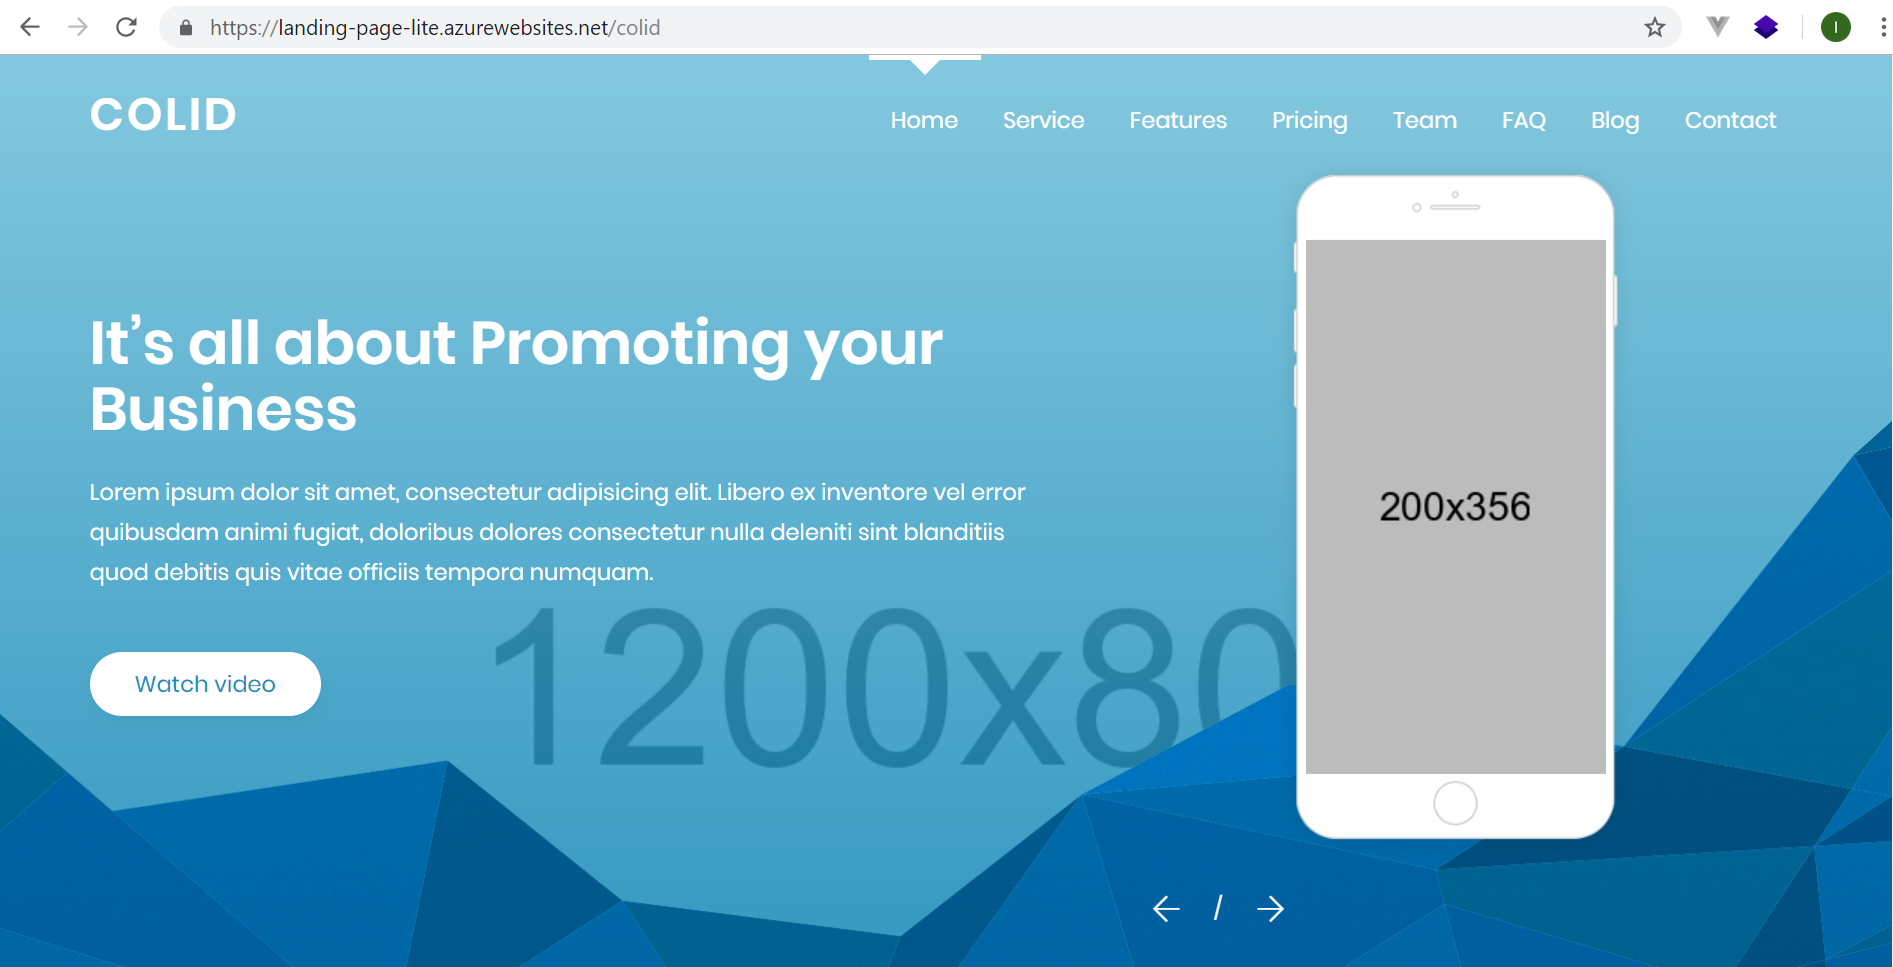 https://landing-page-lite.azurewebsites.net/colid
I
COLID
Home Service Features Pricing Team FAQ Blog Contact
It’s all about Promoting your
Business
Lorem ipsum dolor sit amet, consectetur adipisicing elit. Libero ex inventore vel error
quibusdam animi fugiat, doloribus dolores consectetur nulla deleniti sint blanditiis
quod debitis quis vitae officiis tempora numquam.
Watch video
1200x80
200x356
/